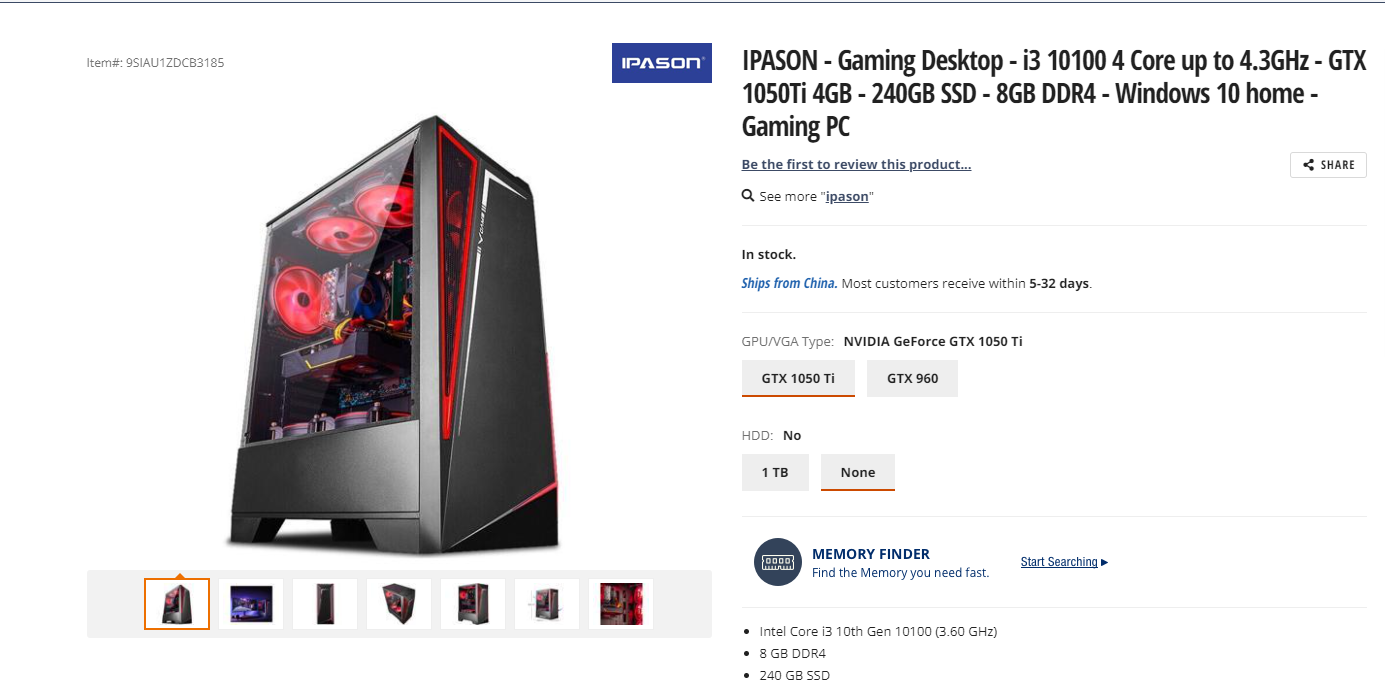 Item#: 9SIAU1ZDCB3185
IPASON
IPASON - Gaming Desktop - i3 10100 4 Core up to 4.3GHz - GTX
1050Ti 4GB - 240GB SSD - 8GB DDR4 - Windows 10 home -
Gaming PC
Be the first to review this product...
SHARE
See more "ipason"
In stock.
Ships from China. Most customers receive within 5-32 days.
GPU/VGA Type: NVIDIA GeForce GTX 1050 Ti
GTX 1050 Ti
GTX 960
HDD: No
1 TB
None
MEMORY FINDER
Find the Memory you need fast.
Start Searching ▸
• Intel Core i3 10th Gen 10100 (3.60 GHz)
• 8 GB DDR4
• 240 GB SSD